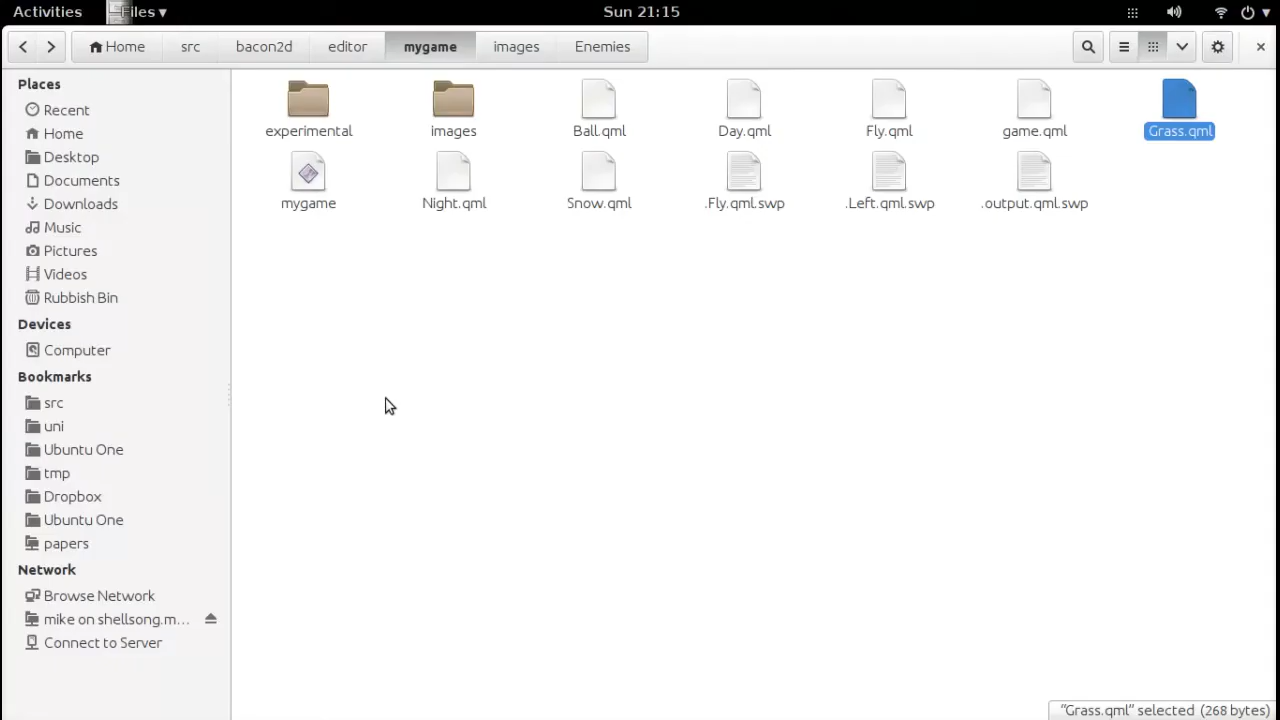 Activities Files ▾ Sun 21:15
Home src bacon2d editor mygame images Enemies
Places
Recent
Home
Desktop
Documents
Downloads
Music
Pictures
Videos
Rubbish Bin
Devices
Computer
Bookmarks
src
uni
Ubuntu One
tmp
Dropbox
Ubuntu One
papers
Network
Browse Network
mike on shellsong.m...
Connect to Server
experimental images Ball.qml Day.qml Fly.qml game.qml Grass.qml
mygame Night.qml Snow.qml .Fly.qml.swp .Left.qml.swp .output.qml.swp
"Grass.qml" selected (268 bytes)